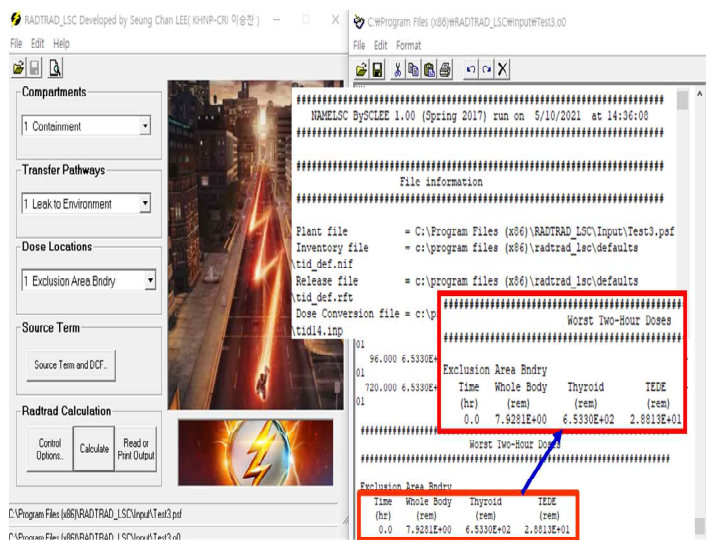 RADTRAD_LSC Developed by Seung Chan LEE( KHNP-CRI 이승찬 )
File Edit Help
Compartments
1 Containment
Transfer Pathways
1 Leak to Environment
Dose Locations
1 Exclusion Area Bndry
Source Term
Source Term and DCF..
Radtrad Calculation
Control Options..
Calculate
Read or Print Output
C:\Program Files (x86)\RADTRAD_LSC\Input\Test3.psf
C:\Program Files (x86)\RADTRAD_LSC\Input\Test3.o0
C:₩Program Files (x86)₩RADTRAD_LSC₩Input₩Test3.o0
File Edit Format
###########################################################
NAMELSC BySCLEE 1.00 (Spring 2017) run on 5/10/2021 at 14:36:08
###########################################################
###########################################################
File information
###########################################################
Plant file = C:\Program Files (x86)\RADTRAD_LSC\Input\Test3.psf
Inventory file = c:\program files (x86)\radtrad_lsc\defaults
\tid_def.nif
Release file = c:\program files (x86)\radtrad_lsc\defaults
\tid_def.rft
Dose Conversion file = c:\p
\tid14.inp
01
96.000 6.5330E+
01
720.000 6.5330E+
01
###########################################################
Worst Two-Hour Doses
###########################################################
Exclusion Area Bndry
Time Whole Body Thyroid TEDE
(hr) (rem) (rem) (rem)
0.0 7.9281E+00 6.5330E+02 2.8813E+01
#######################################
Worst Two-Hour Doses
#######################################
Exclusion Area Bndry
Time Whole Body Thyroid TEDE
(hr) (rem) (rem) (rem)
0.0 7.9281E+00 6.5330E+02 2.8813E+01